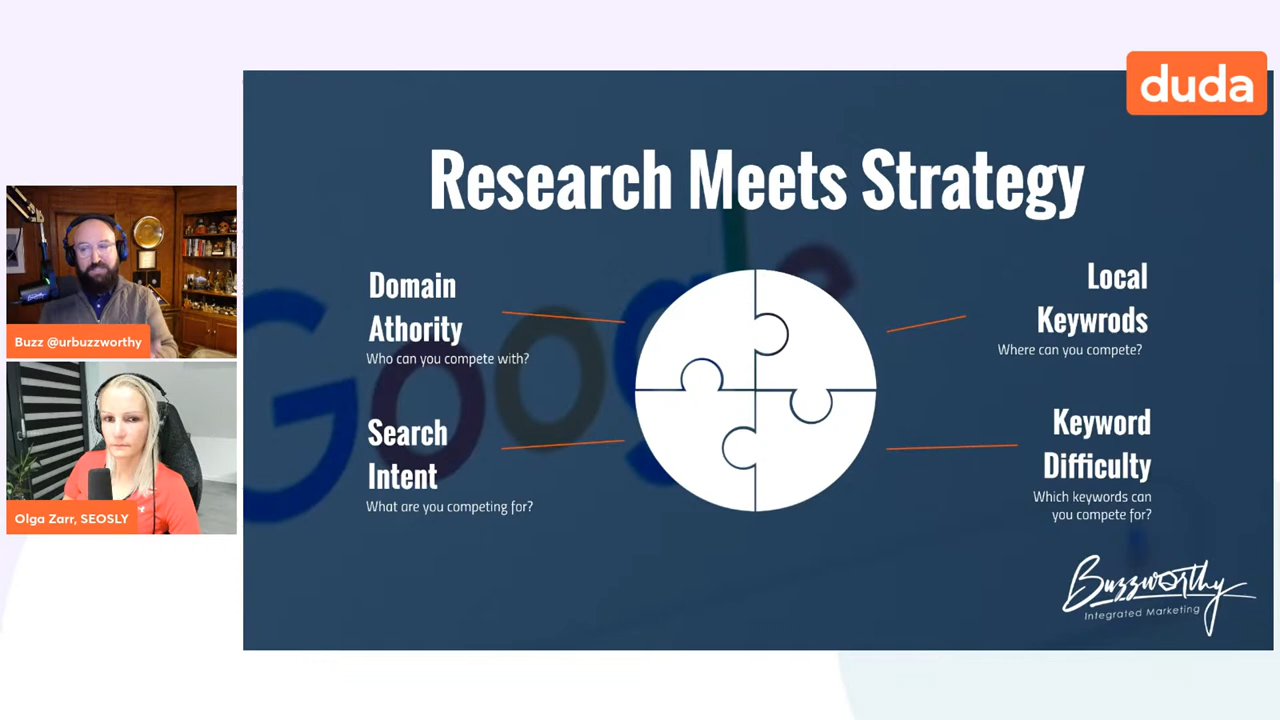 duda
Research Meets Strategy
Domain
Athority
Who can you compete with?
Search
Intent
What are you competing for?
Local
Keywrods
Where can you compete?
Keyword
Difficulty
Which keywords can
you compete for?
Google
Buzzworthy
Integrated Marketing
Buzz @urbuzzworthy
Olga Zarr, SEOSLY